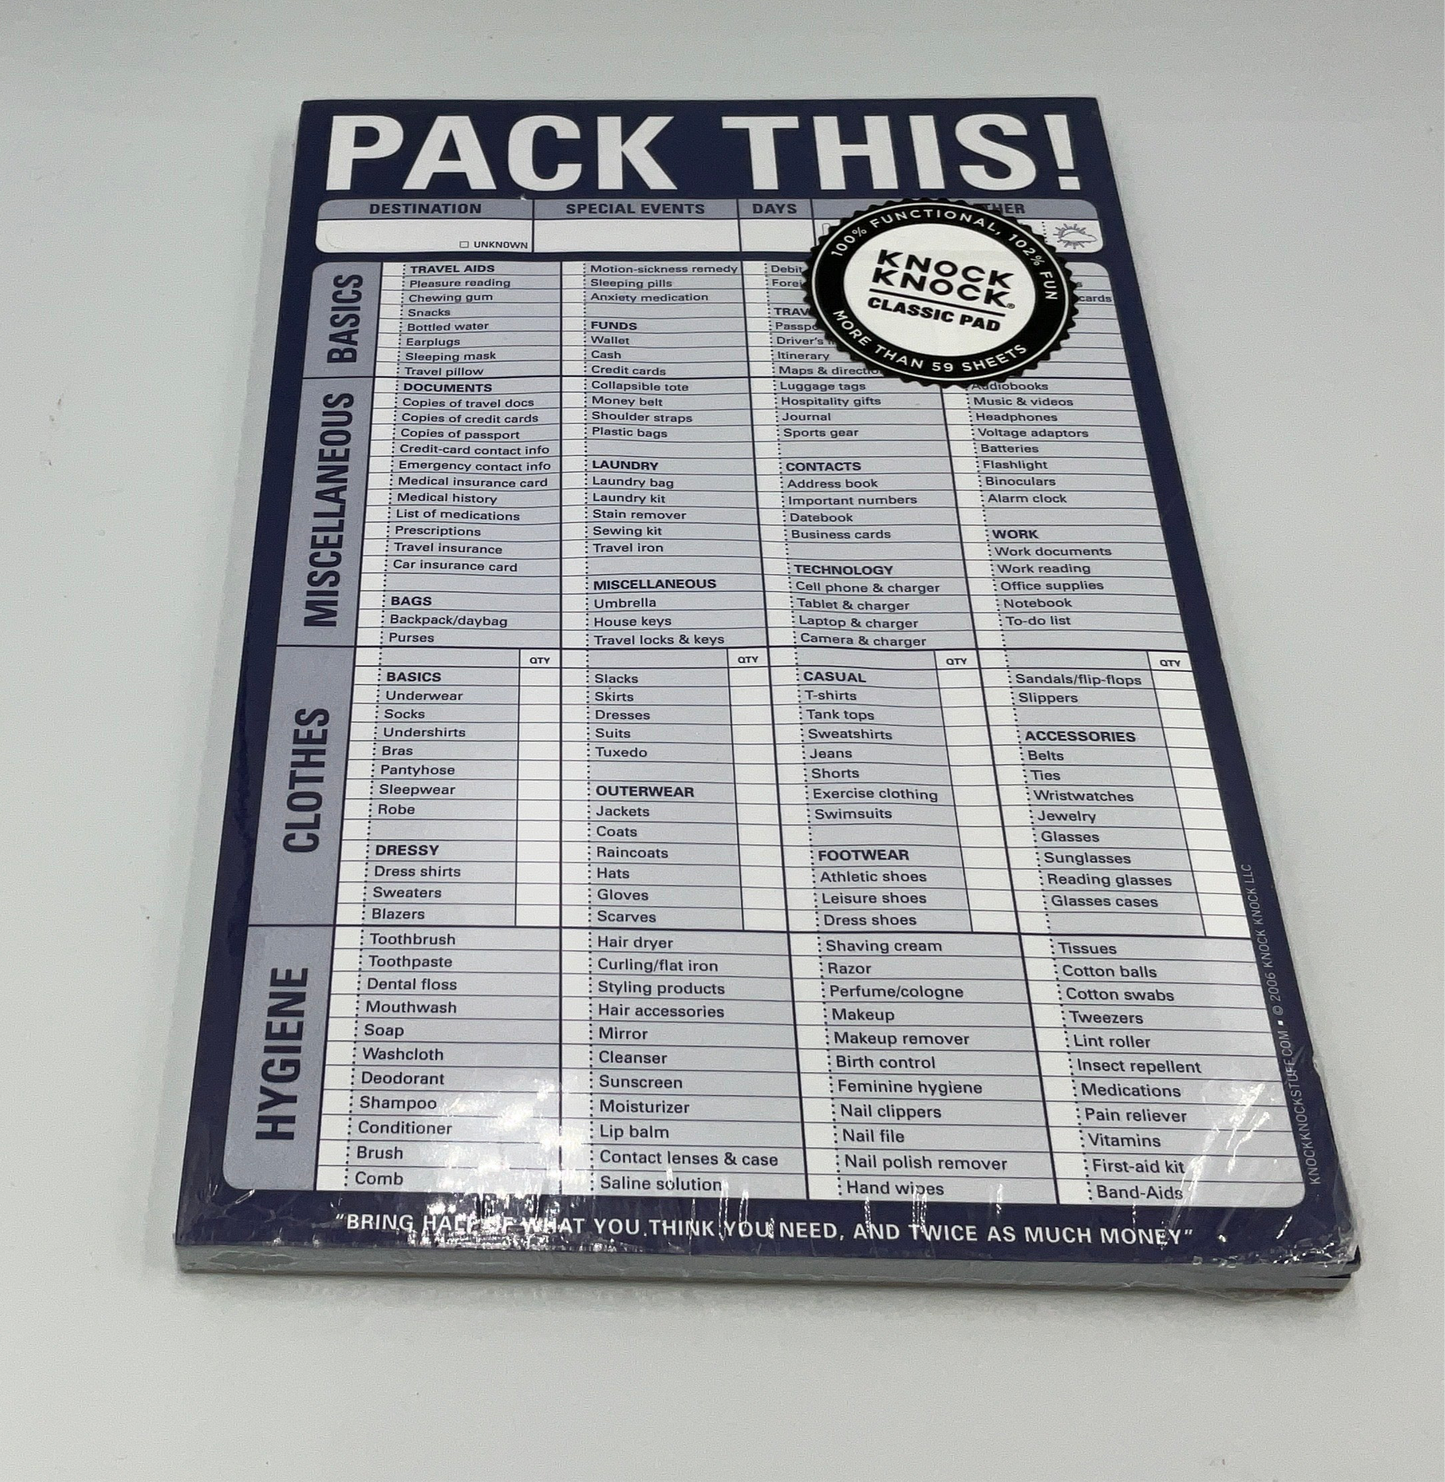 PACK THIS!
DESTINATION
UNKNOWN
SPECIAL EVENTS
DAYS
100% FUNCTIONAL, 102% FUN
KNOCK
KNOCK®
CLASSIC PAD
MORE THAN 59 SHEETS
BASICS
TRAVEL AIDS
Pleasure reading
Chewing gum
Snacks
Bottled water
Earplugs
Sleeping mask
Travel pillow
Motion-sickness remedy
Sleeping pills
Anxiety medication
FUNDS
Wallet
Cash
Credit cards
Debit
Driver's
Itinerary
Maps &
cards
MISCELLANEOUS
DOCUMENTS
Copies of travel docs
Copies of credit cards
Copies of passport
Credit-card contact info
Emergency contact info
Medical insurance card
Medical history
List of medications
Prescriptions
Travel insurance
Car insurance card
BAGS
Backpack/daybag
Purses
Collapsible tote
Money belt
Shoulder straps
Plastic bags
LAUNDRY
Laundry bag
Laundry kit
Stain remover
Sewing kit
Travel iron
MISCELLANEOUS
Umbrella
House keys
Travel locks & keys
Luggage tags
Hospitality gifts
Journal
Sports gear
CONTACTS
Address book
Important numbers
Datebook
Business cards
TECHNOLOGY
Cell phone & charger
Tablet & charger
Laptop & charger
Camera & charger
Audiobooks
Music & videos
Headphones
Voltage adaptors
Batteries
Flashlight
Binoculars
Alarm clock
WORK
Work documents
Work reading
Office supplies
Notebook
To-do list
CLOTHES
QTY
BASICS
Underwear
Socks
Undershirts
Bras
Pantyhose
Sleepwear
Robe
DRESSY
Dress shirts
Sweaters
Blazers
QTY
Slacks
Skirts
Dresses
Suits
Tuxedo
OUTERWEAR
Jackets
Coats
Raincoats
Hats
Gloves
Scarves
QTY
CASUAL
T-shirts
Tank tops
Sweatshirts
Jeans
Shorts
Exercise clothing
Swimsuits
FOOTWEAR
Athletic shoes
Leisure shoes
Dress shoes
QTY
Sandals/flip-flops
Slippers
ACCESSORIES
Belts
Ties
Wristwatches
Jewelry
Glasses
Sunglasses
Reading glasses
Glasses cases
HYGIENE
Toothbrush
Toothpaste
Dental floss
Mouthwash
Soap
Washcloth
Deodorant
Shampoo
Conditioner
Brush
Comb
Hair dryer
Curling/flat iron
Styling products
Hair accessories
Mirror
Cleanser
Sunscreen
Moisturizer
Lip balm
Contact lenses & case
Saline solution
Shaving cream
Razor
Perfume/cologne
Makeup
Makeup remover
Birth control
Feminine hygiene
Nail clippers
Nail file
Nail polish remover
Hand wipes
Tissues
Cotton balls
Cotton swabs
Tweezers
Lint roller
Insect repellent
Medications
Pain reliever
Vitamins
First-aid kit
Band-Aids
"BRING HALF OF WHAT YOU THINK YOU NEED, AND TWICE AS MUCH MONEY"
KNOCKKNOCKSTUFF.COM ▪ © 2006 KNOCK KNOCK LLC